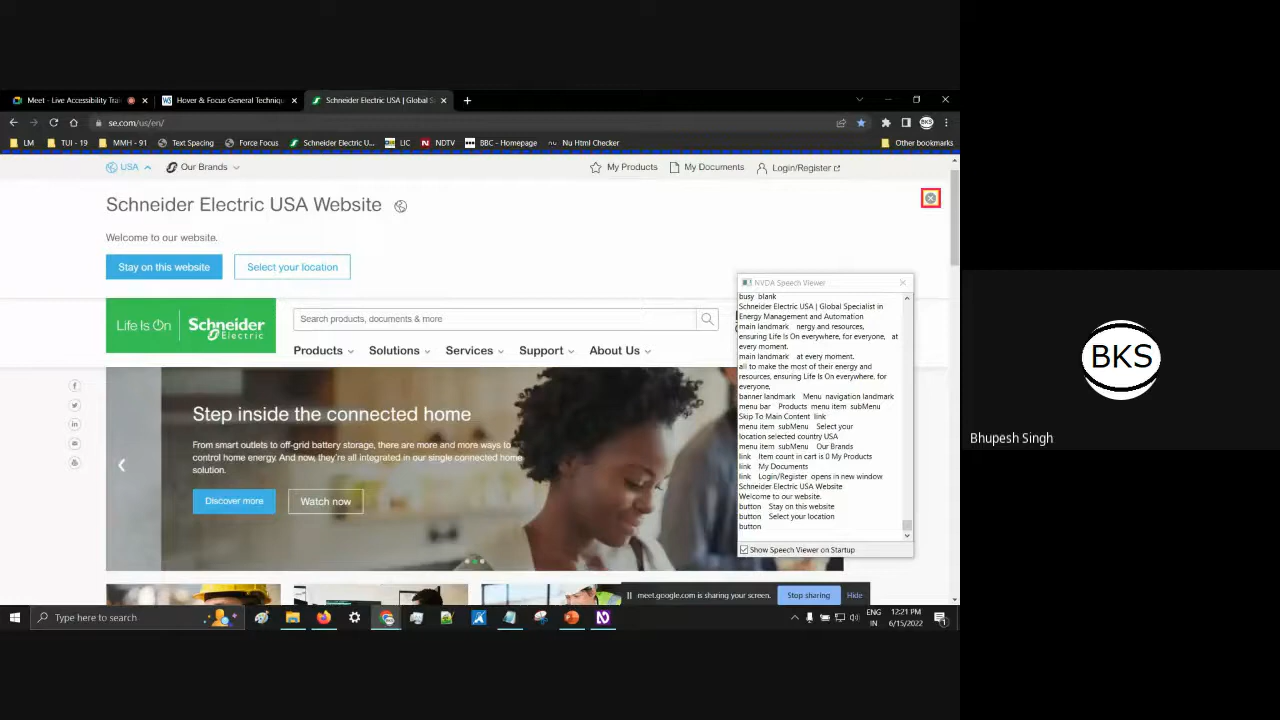 Meet - Live Accessibility Trai
Hover & Focus General Techniqu
Schneider Electric USA | Global S
se.com/us/en/
BKS
LM
TUI - 19
MMH - 91
Text Spacing
Force Focus
Schneider Electric U...
LIC
NDTV
BBC - Homepage
Nu Html Checker
Other bookmarks
USA
Our Brands
My Products
My Documents
Login/Register
Schneider Electric USA Website
Welcome to our website.
Stay on this website
Select your location
Life Is On
Schneider
Electric
Search products, documents & more
Products
Solutions
Services
Support
About Us
Step inside the connected home
From smart outlets to off-grid battery storage, there are more and more ways to
control home energy. And now, they're all integrated in our single connected home
solution.
Discover more
Watch now
NVDA Speech Viewer
busy blank
Schneider Electric USA | Global Specialist in
Energy Management and Automation
main landmark nergy and resources,
ensuring Life Is On everywhere, for everyone, at
every moment.
main landmark at every moment.
all to make the most of their energy and
resources, ensuring Life Is On everywhere, for
everyone,
banner landmark Menu navigation landmark
menu bar Products menu item subMenu
Skip To Main Content link
menu item subMenu Select your
location selected country USA
menu item subMenu Our Brands
link Item count in cart is 0 My Products
link My Documents
link Login/Register opens in new window
Schneider Electric USA Website
Welcome to our website.
button Stay on this website
button Select your location
button
Show Speech Viewer on Startup
meet.google.com is sharing your screen.
Stop sharing
Hide
Type here to search
ENG
IN
12:21 PM
6/15/2022
1
BKS
Bhupesh Singh